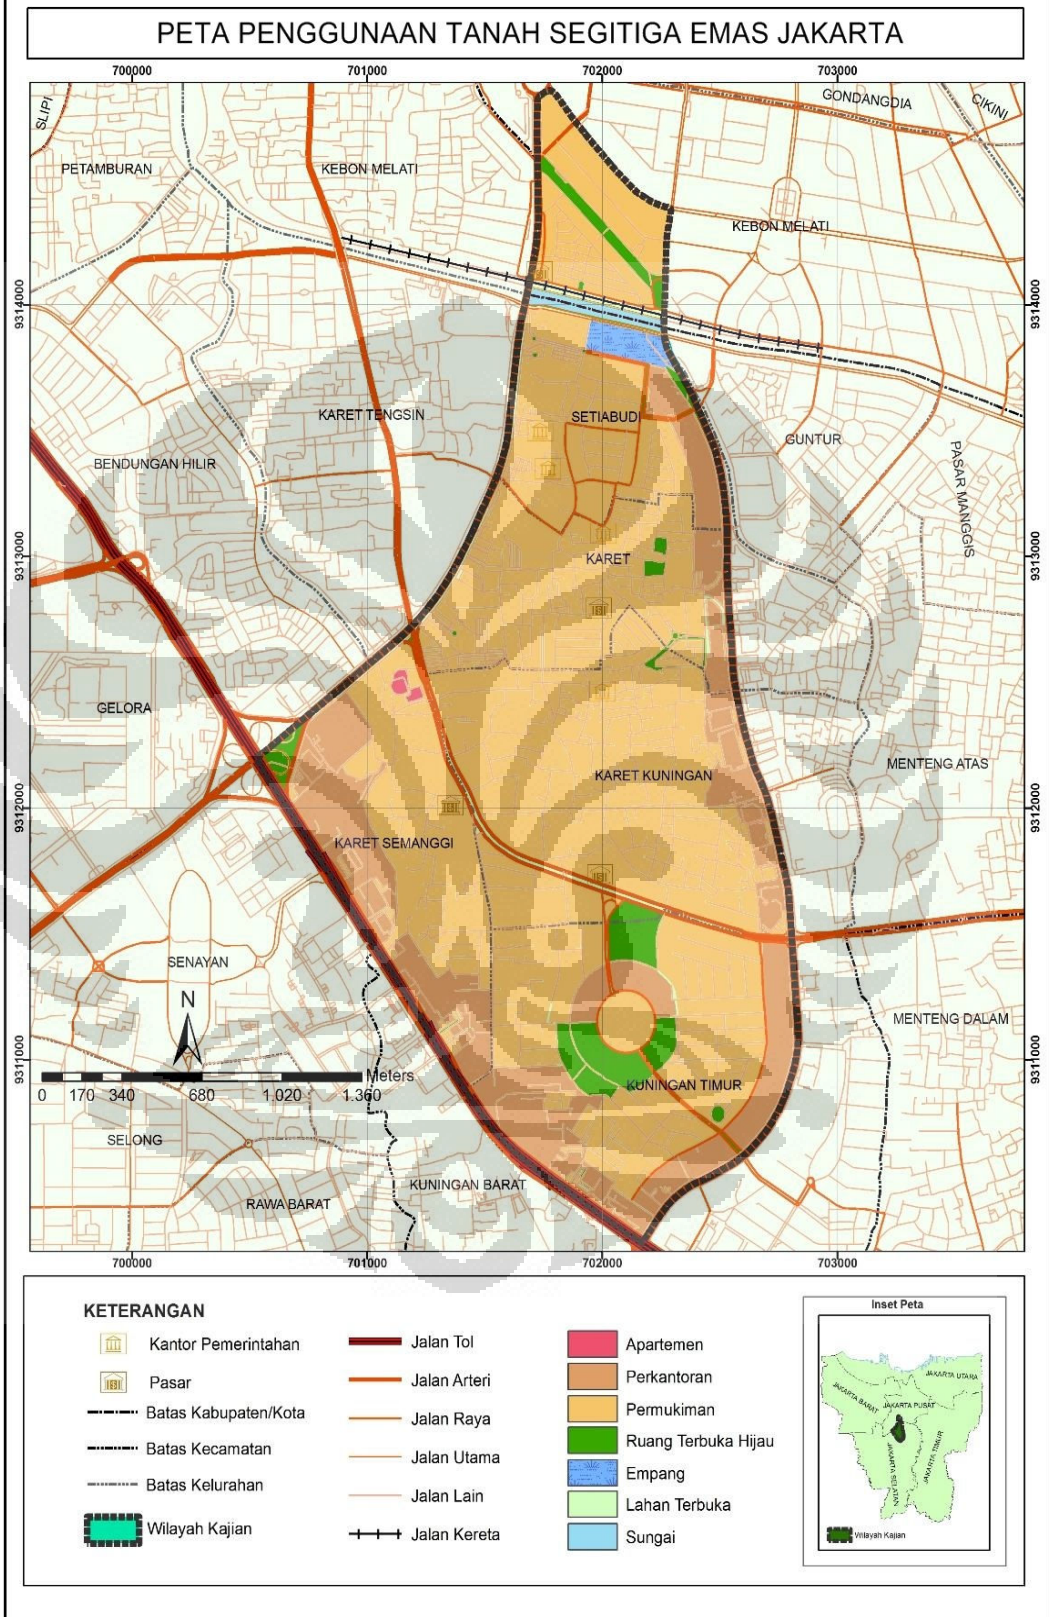 PETA PENGGUNAAN TANAH SEGITIGA EMAS JAKARTA
700000 701000 702000 703000
SLIPI
GONDANGDIA
CIKINI
PETAMBURAN
KEBON MELATI
KEBON MELATI
9314000
9314000
KARET TENGSIN
SETIABUDI
GUNTUR
BENDUNGAN HILIR
PASAR MANGGIS
9313000
KARET
9313000
GELORA
KARET KUNINGAN
MENTENG ATAS
9312000
9312000
KARET SEMANGGI
SENAYAN
N
MENTENG DALAM
9311000
9311000
Meters
0 170 340 680 1.020 1.360
KUNINGAN TIMUR
SELONG
KUNINGAN BARAT
RAWA BARAT
700000 701000 702000 703000
KETERANGAN
Kantor Pemerintahan
Pasar
Batas Kabupaten/Kota
Batas Kecamatan
Batas Kelurahan
Wilayah Kajian
Jalan Tol
Jalan Arteri
Jalan Raya
Jalan Utama
Jalan Lain
Jalan Kereta
Apartemen
Perkantoran
Permukiman
Ruang Terbuka Hijau
Empang
Lahan Terbuka
Sungai
Inset Peta
JAKARTA UTARA
JAKARTA BARAT
JAKARTA PUSAT
JAKARTA TIMUR
JAKARTA SELATAN
Wilayah Kajian